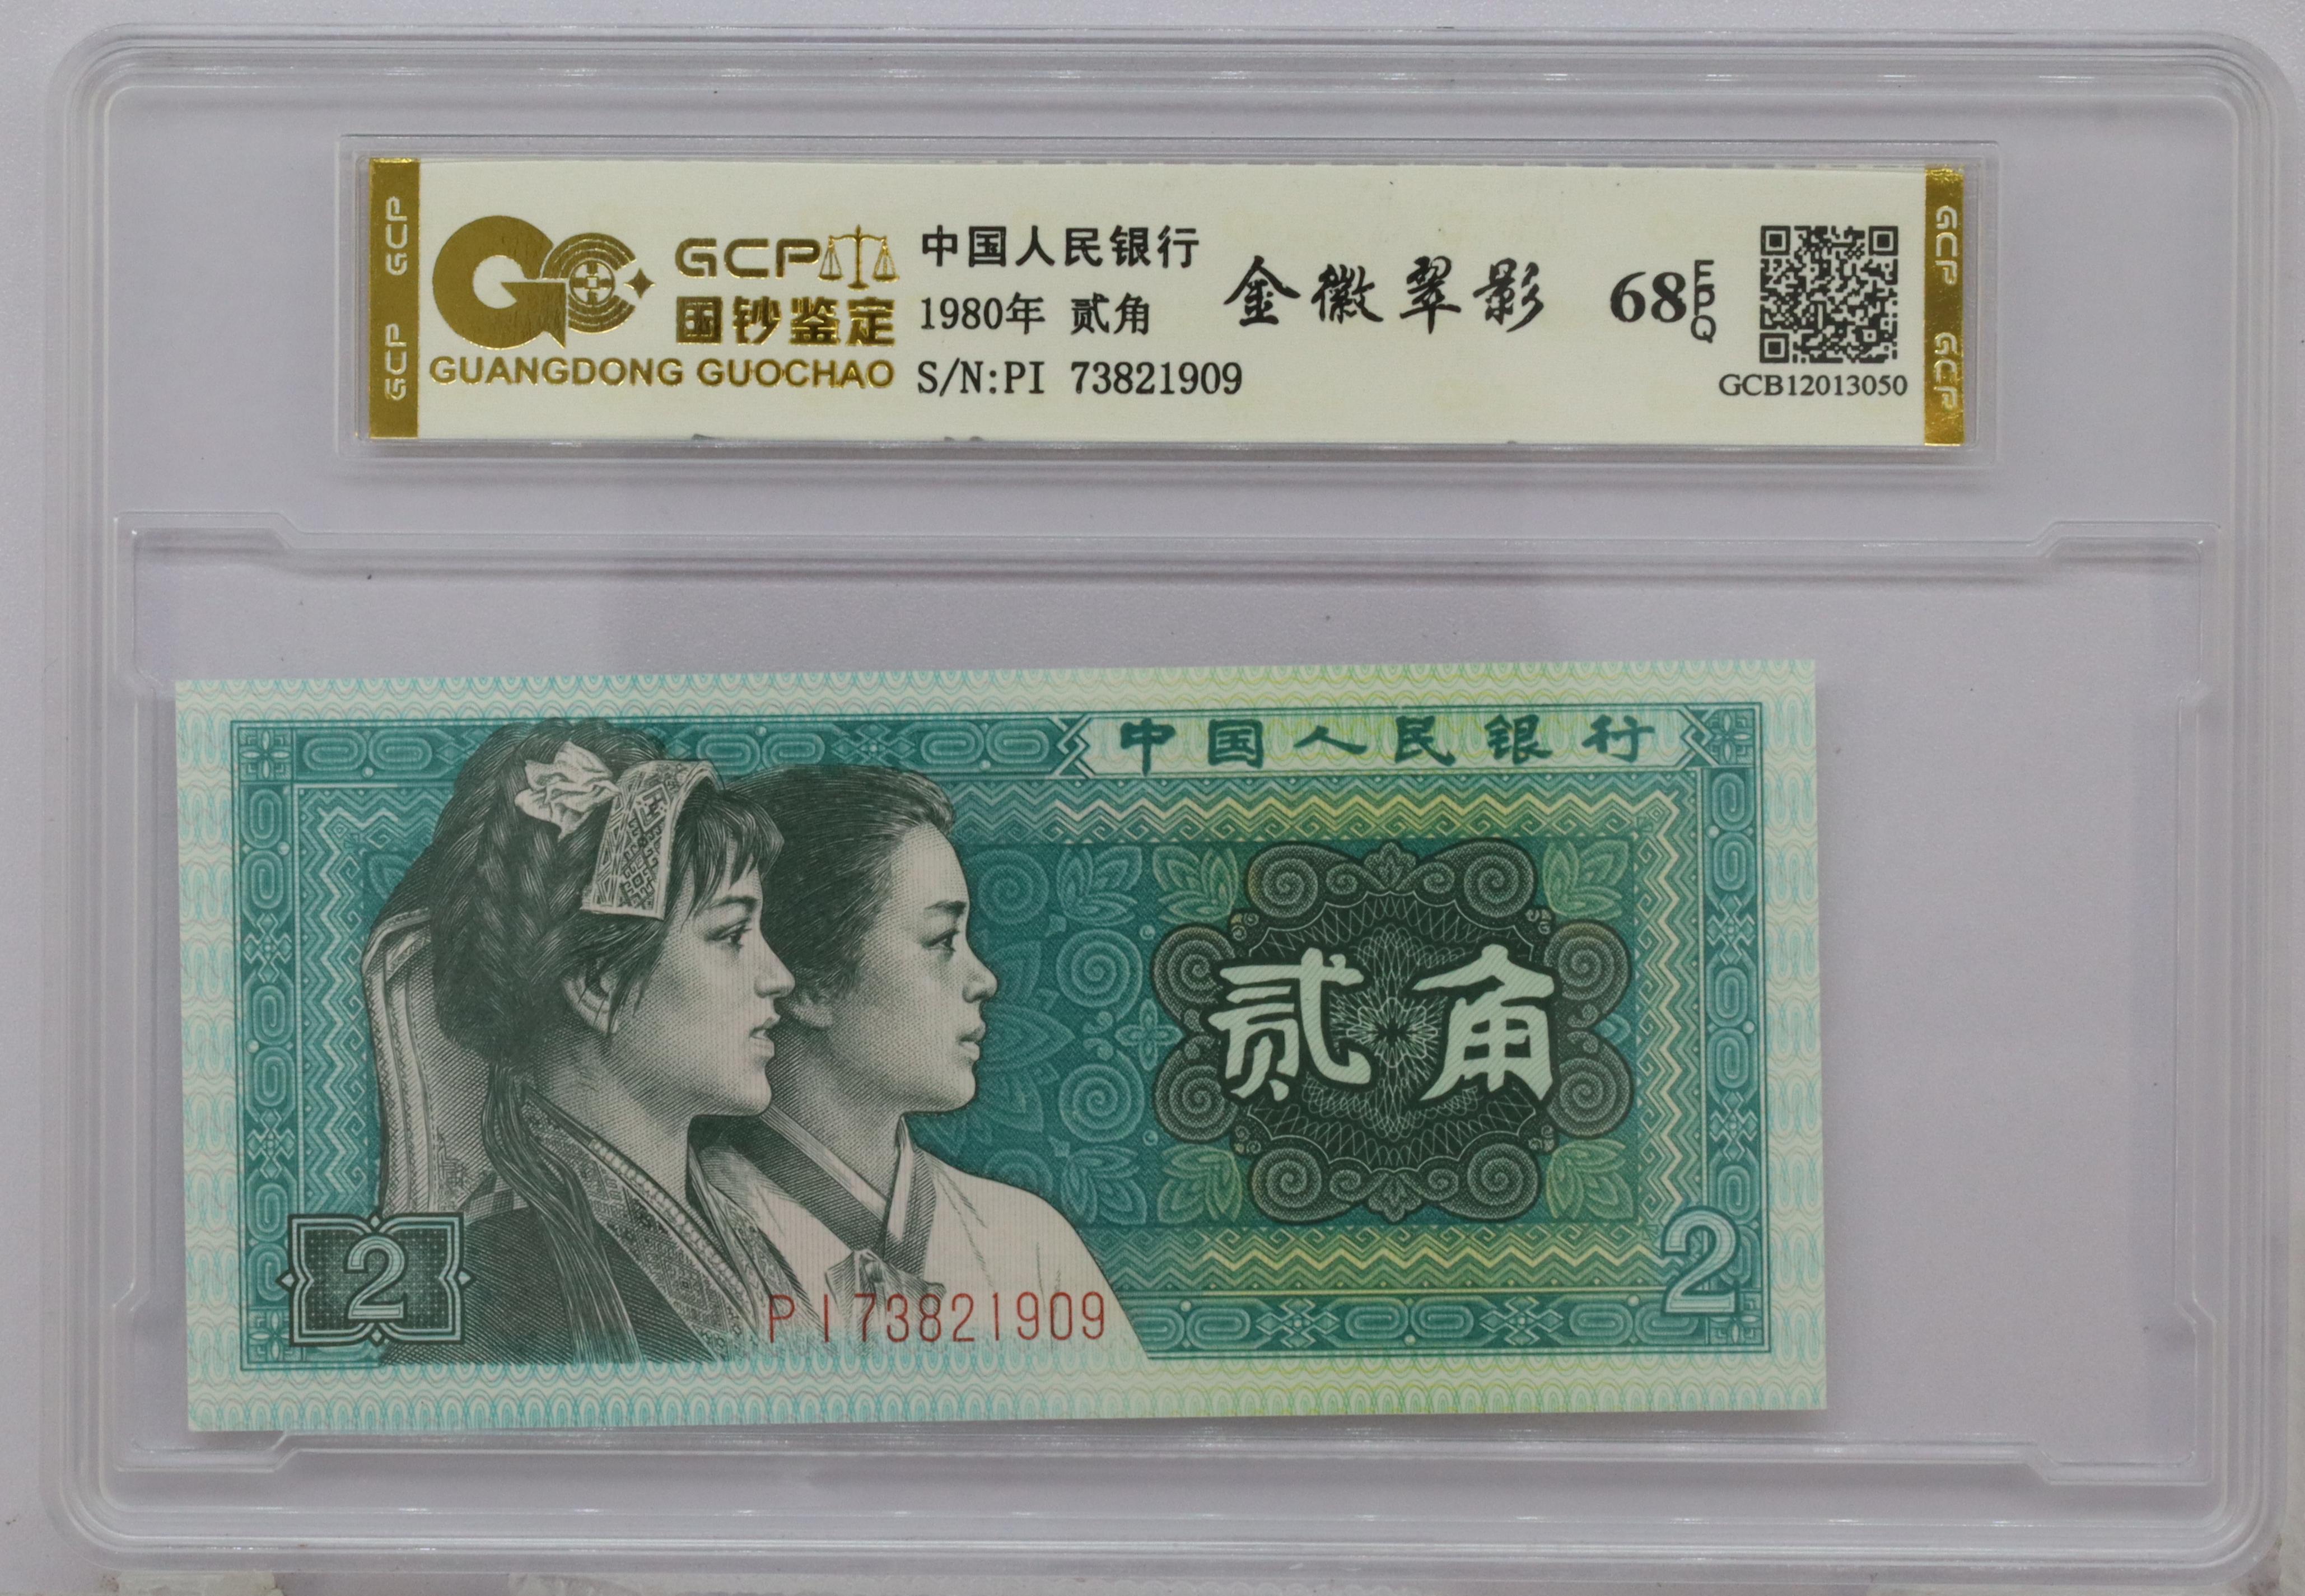 GCP GCP
GCP
国钞鉴定
GUANGDONG GUOCHAO
中国人民银行
1980年 贰角
S/N:PI 73821909
金徽翠影
68 EPQ
GCB12013050
GCP GCP
中国人民银行
贰角
2
2
PI73821909